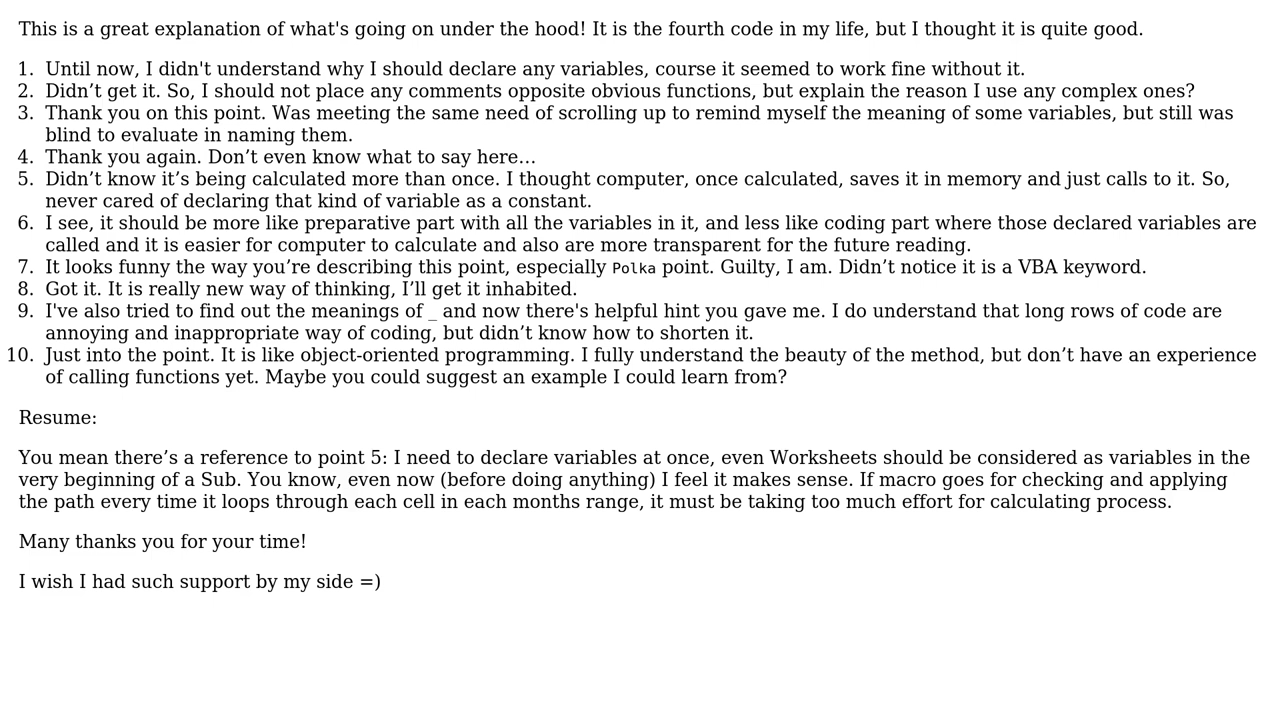 This is a great explanation of what's going on under the hood! It is the fourth code in my life, but I thought it is quite good.
1. Until now, I didn't understand why I should declare any variables, course it seemed to work fine without it.
2. Didn’t get it. So, I should not place any comments opposite obvious functions, but explain the reason I use any complex ones?
3. Thank you on this point. Was meeting the same need of scrolling up to remind myself the meaning of some variables, but still was
blind to evaluate in naming them.
4. Thank you again. Don’t even know what to say here…
5. Didn’t know it’s being calculated more than once. I thought computer, once calculated, saves it in memory and just calls to it. So,
never cared of declaring that kind of variable as a constant.
6. I see, it should be more like preparative part with all the variables in it, and less like coding part where those declared variables are
called and it is easier for computer to calculate and also are more transparent for the future reading.
7. It looks funny the way you’re describing this point, especially Polka point. Guilty, I am. Didn’t notice it is a VBA keyword.
8. Got it. It is really new way of thinking, I’ll get it inhabited.
9. I've also tried to find out the meanings of _ and now there's helpful hint you gave me. I do understand that long rows of code are
annoying and inappropriate way of coding, but didn’t know how to shorten it.
10. Just into the point. It is like object-oriented programming. I fully understand the beauty of the method, but don’t have an experience
of calling functions yet. Maybe you could suggest an example I could learn from?
Resume:
You mean there’s a reference to point 5: I need to declare variables at once, even Worksheets should be considered as variables in the
very beginning of a Sub. You know, even now (before doing anything) I feel it makes sense. If macro goes for checking and applying
the path every time it loops through each cell in each months range, it must be taking too much effort for calculating process.
Many thanks you for your time!
I wish I had such support by my side =)